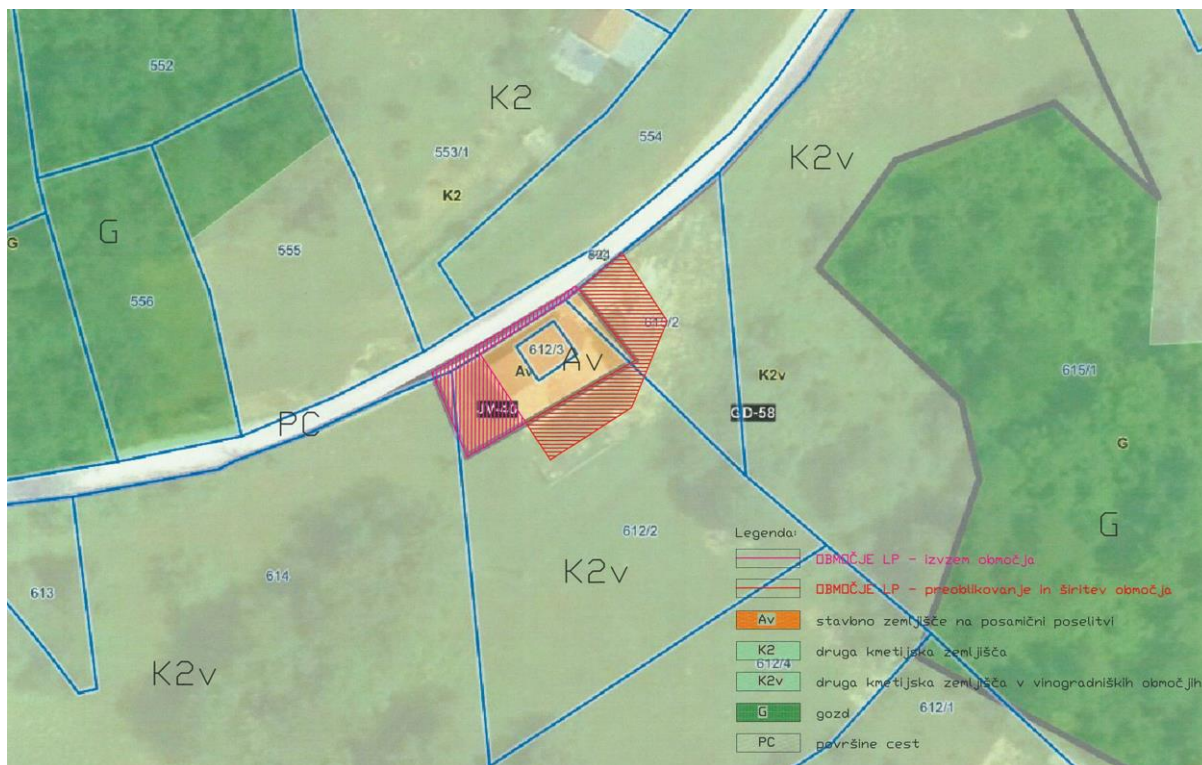 552
K2
554
553/1
K2v
K2
G
G
555
556
615/2
612/3
Av
Av
K2v
615/1
JV-46
GD-58
PC
G
G
612/2
Legenda:
K2v
OBMOČJE LP - izvzem območja
614
OBMOČJE LP - preoblikovanje in širitev območja
613
Av stavbno zemljišče na posamični poselitvi
K2 druga kmetijska zemljišča
612/4
K2v
K2v druga kmetijska zemljišča v vinogradniških območjih
612/1
G gozd
PC površine cest